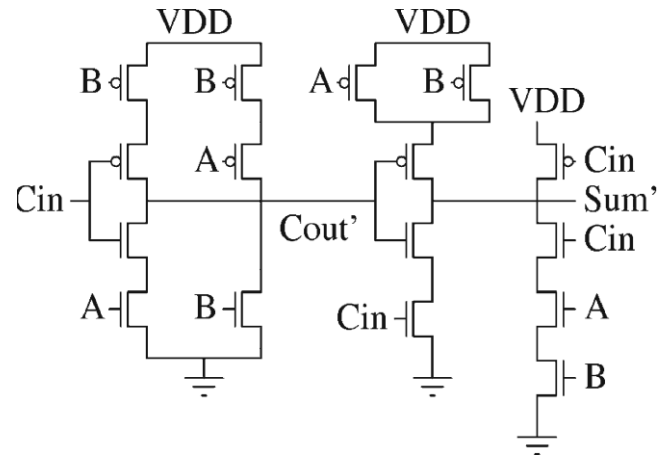 VDD VDD
B B A B VDD
A Cin
Cin Cout' Sum'
Cin
A B Cin A
B